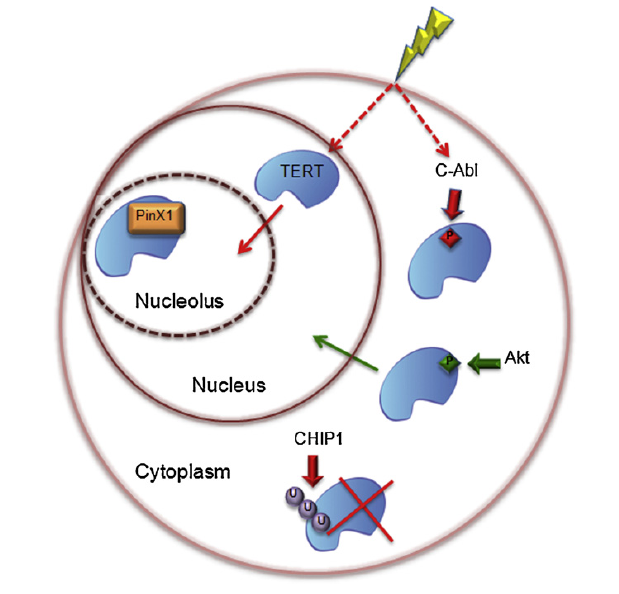 TERT
C-Abl
PinX1
P
Nucleolus
P
Akt
Nucleus
CHIP1
Cytoplasm
U
U
U